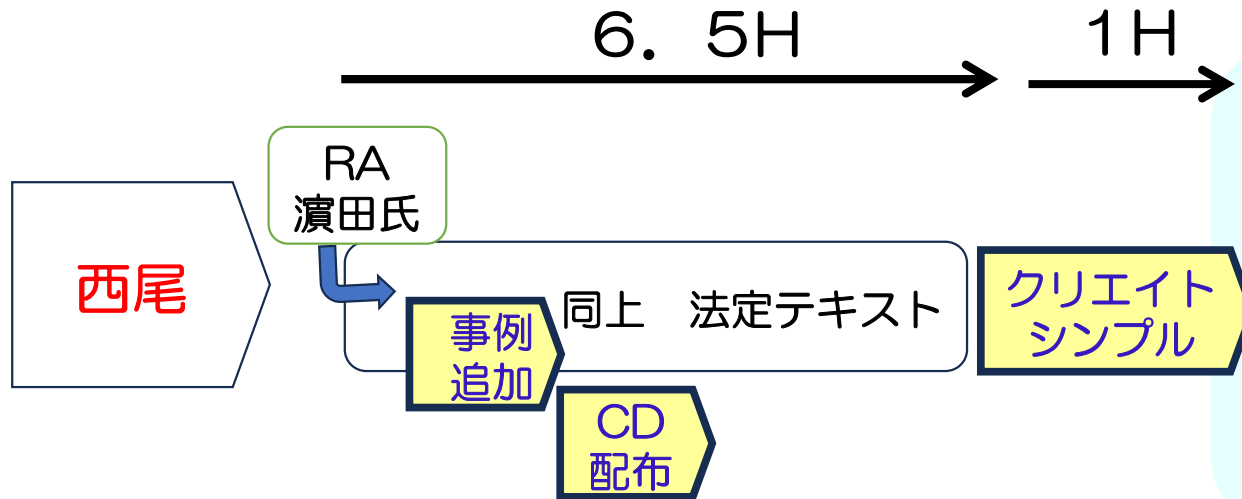 ６．５H
１H
RA
濵田氏
西尾
同上　法定テキスト
事例
追加
CD
配布
クリエイト
シンプル